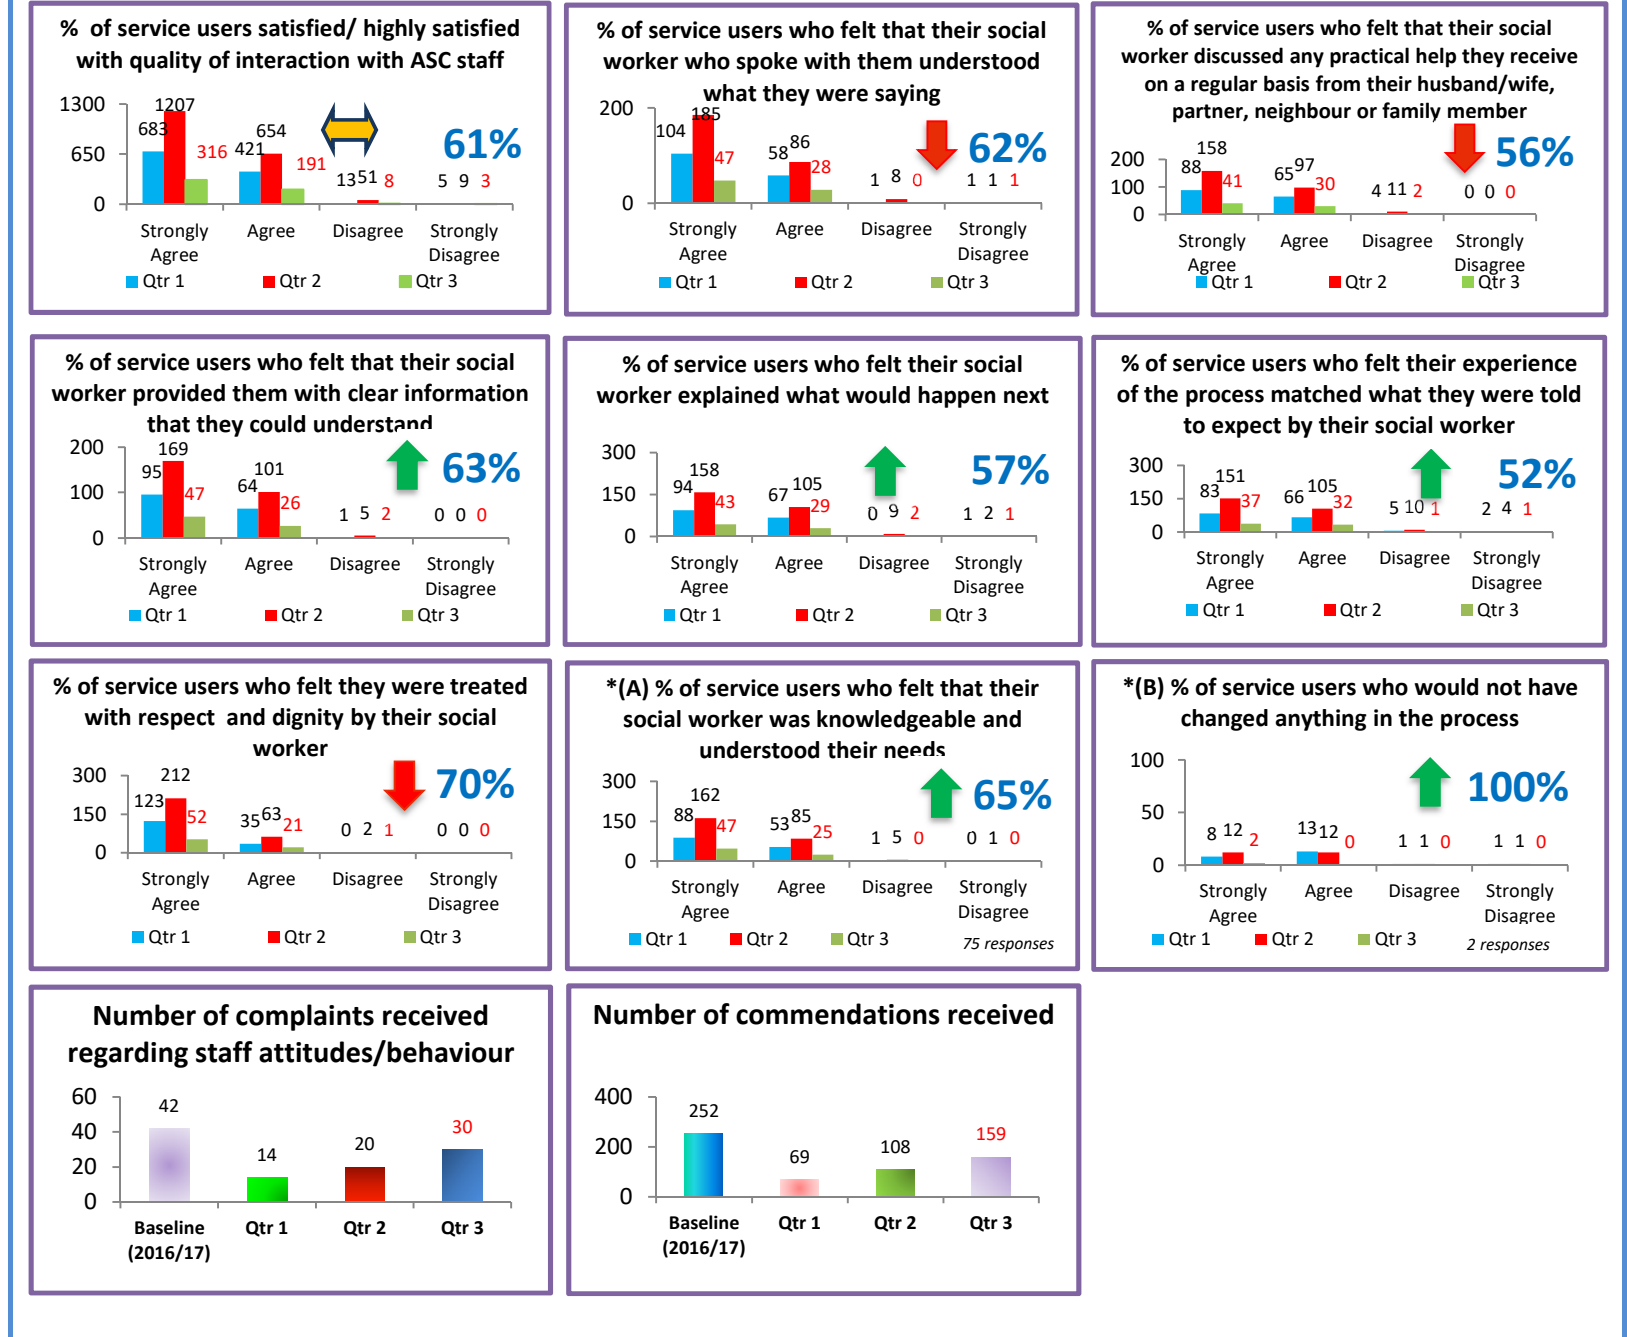 % of service users satisfied/ highly satisfied
with quality of interaction with ASC staff
1300
650
0
683
1207
316
421
654
191
13
51
8
5
9
3
61%
Strongly
Agree
Agree
Disagree
Strongly
Disagree
Qtr 1
Qtr 2
Qtr 3
% of service users who felt that their social
worker who spoke with them understood
what they were saying
200
0
104
185
47
58
86
28
1
8
0
1
1
1
62%
Strongly
Agree
Agree
Disagree
Strongly
Disagree
Qtr 1
Qtr 2
Qtr 3
% of service users who felt that their social
worker discussed any practical help they receive
on a regular basis from their husband/wife,
partner, neighbour or family member
200
100
0
88
158
41
65
97
30
4
11
2
0
0
0
56%
Strongly
Agree
Agree
Disagree
Strongly
Disagree
Qtr 1
Qtr 2
Qtr 3
% of service users who felt that their social
worker provided them with clear information
that they could understand
200
100
0
95
169
47
64
101
26
1
5
2
0
0
0
63%
Strongly
Agree
Agree
Disagree
Strongly
Disagree
Qtr 1
Qtr 2
Qtr 3
% of service users who felt their social
worker explained what would happen next
300
150
0
94
158
43
67
105
29
0
9
2
1
2
1
57%
Strongly
Agree
Agree
Disagree
Strongly
Disagree
Qtr 1
Qtr 2
Qtr 3
% of service users who felt their experience
of the process matched what they were told
to expect by their social worker
300
150
0
83
151
37
66
105
32
5
10
1
2
4
1
52%
Strongly
Agree
Agree
Disagree
Strongly
Disagree
Qtr 1
Qtr 2
Qtr 3
% of service users who felt they were treated
with respect and dignity by their social
worker
300
150
0
123
212
52
35
63
21
0
2
1
0
0
0
70%
Strongly
Agree
Agree
Disagree
Strongly
Disagree
Qtr 1
Qtr 2
Qtr 3
*(A) % of service users who felt that their
social worker was knowledgeable and
understood their needs
300
150
0
88
162
47
53
85
25
1
5
0
0
1
0
65%
Strongly
Agree
Agree
Disagree
Strongly
Disagree
Qtr 1
Qtr 2
Qtr 3
75 responses
*(B) % of service users who would not have
changed anything in the process
100
50
0
8
12
2
13
12
0
1
1
0
1
1
0
100%
Strongly
Agree
Agree
Disagree
Strongly
Disagree
Qtr 1
Qtr 2
Qtr 3
2 responses
Number of complaints received
regarding staff attitudes/behaviour
60
40
20
0
42
14
20
30
Baseline
(2016/17)
Qtr 1
Qtr 2
Qtr 3
Number of commendations received
400
200
0
252
69
108
159
Baseline
(2016/17)
Qtr 1
Qtr 2
Qtr 3